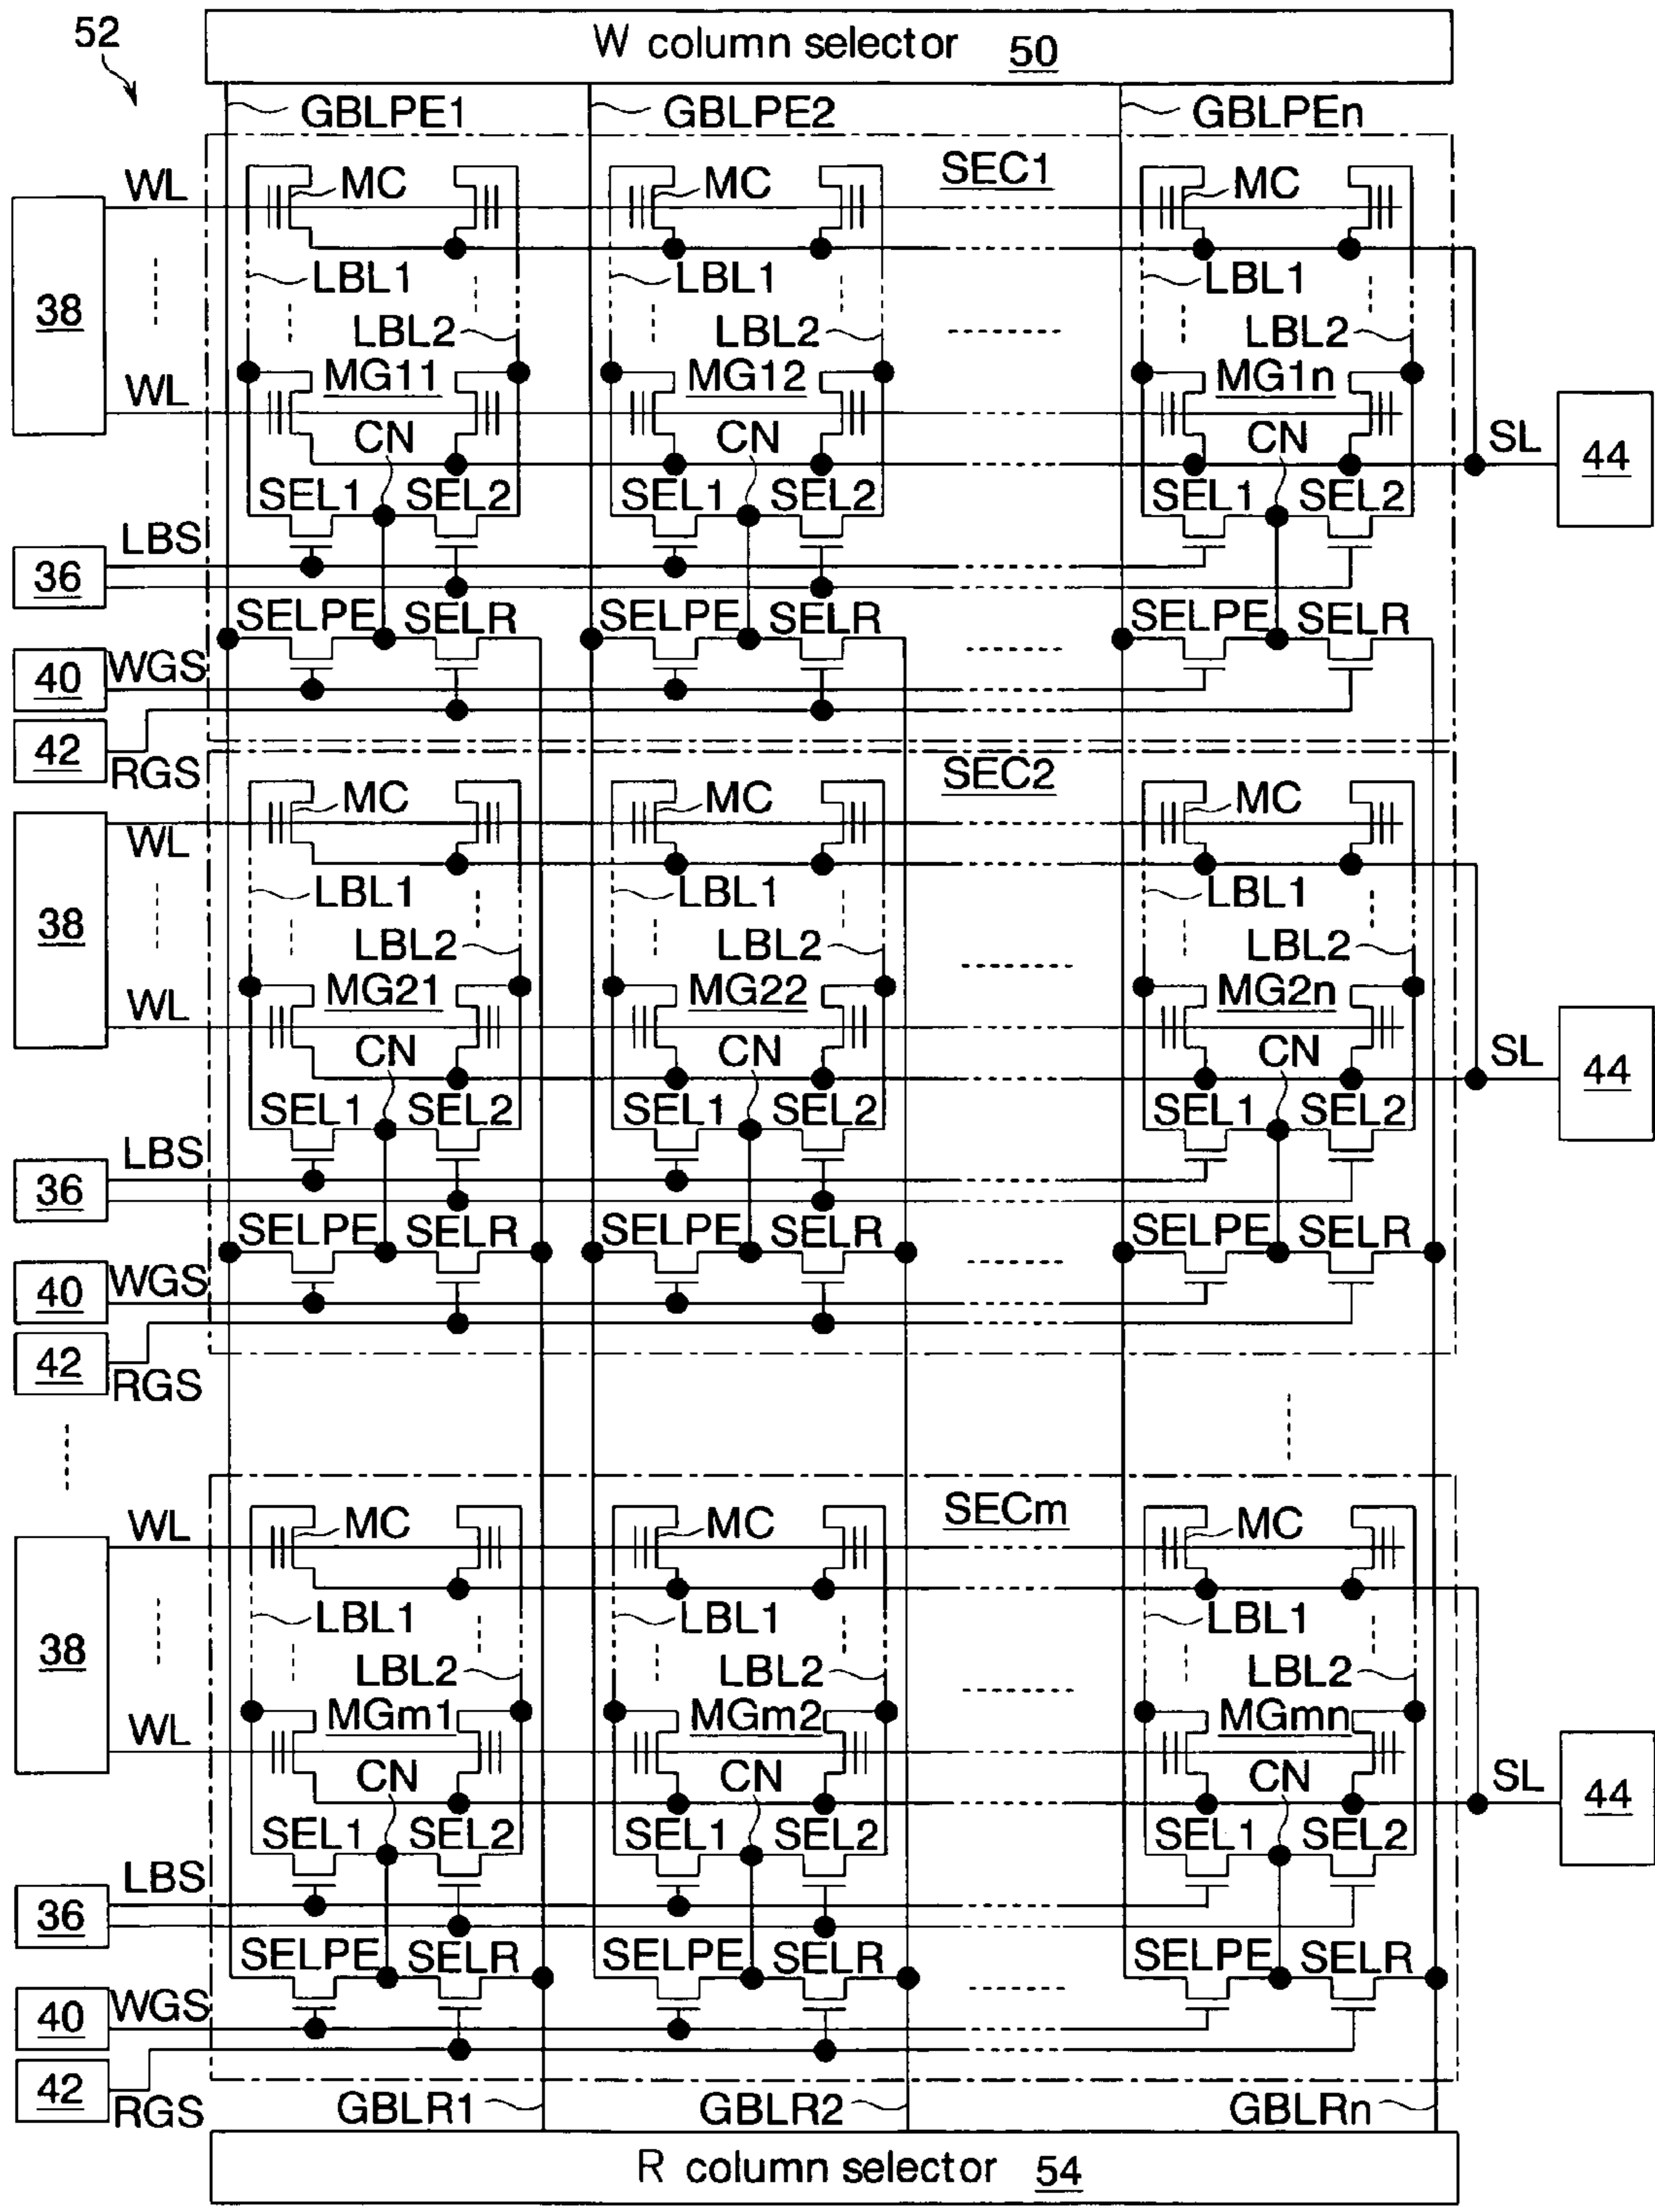 52
W column selector 50
GBLPE1 GBLPE2 GBLPEn
WL MC MC SEC1 MC
LBL1 LBL1 LBL1
38
LBL2 LBL2 LBL2
WL MG11 MG12 MG1n
CN CN CN SL 44
SEL1 SEL2 SEL1 SEL2 SEL1 SEL2
LBS
36
SELPE SELR SELPE SELR SELPE SELR
WGS
40
42
RGS
SEC2
MC MC MC
WL
LBL1 LBL1 LBL1
38
LBL2 LBL2 LBL2
WL MG21 MG22 MG2n
CN CN CN SL 44
SEL1 SEL2 SEL1 SEL2 SEL1 SEL2
LBS
36
SELPE SELR SELPE SELR SELPE SELR
WGS
40
42
RGS
WL MC MC SECm MC
LBL1 LBL1 LBL1
38
LBL2 LBL2 LBL2
WL MGm1 MGm2 MGmn
CN CN CN SL 44
SEL1 SEL2 SEL1 SEL2 SEL1 SEL2
LBS
36
SELPE SELR SELPE SELR SELPE SELR
WGS
40
42
RGS
GBLR1 GBLR2 GBLRn
R column selector 54